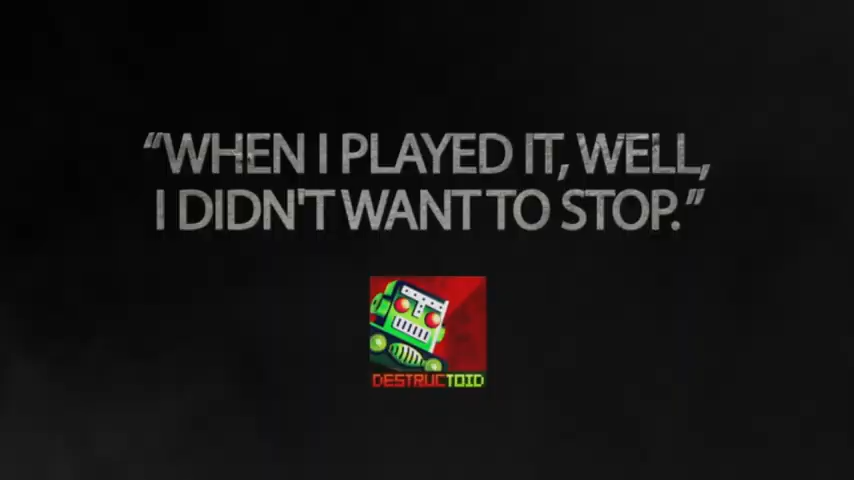 “WHEN I PLAYED IT, WELL,
I DIDN'T WANT TO STOP.”
DESTRUCTOID